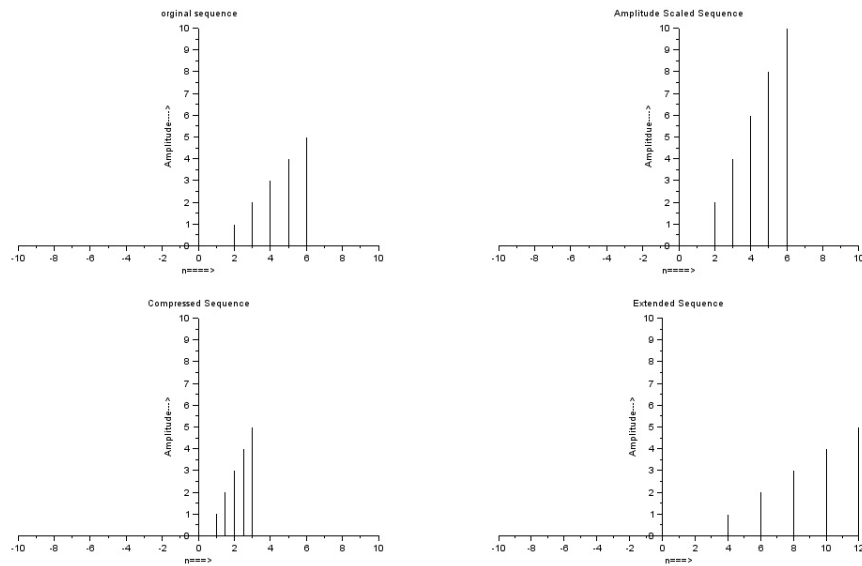 orginal sequence
10
9
8
7
6
5
4
3
2
1
0
Amplitude---->
-10 -8 -6 -4 -2 0 2 4 6 8 10
n====>
Amplitude Scaled Sequence
10
9
8
7
6
5
4
3
2
1
0
Amplitdue---->
-10 -8 -6 -4 -2 0 2 4 6 8 10
n====>
Compressed Sequence
10
9
8
7
6
5
4
3
2
1
0
Amplitude--->
-10 -8 -6 -4 -2 0 2 4 6 8 10
n===>
Extended Sequence
10
9
8
7
6
5
4
3
2
1
0
Amplitude--->
-10 -8 -6 -4 -2 0 2 4 6 8 10 12
n===>